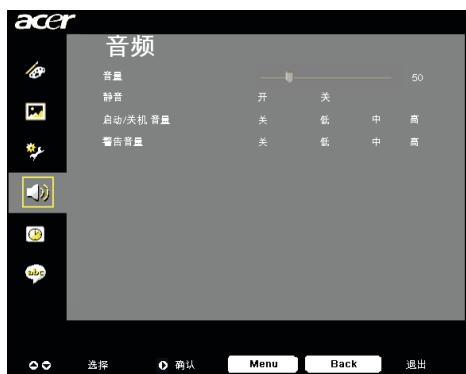 acer
音频
音量 50
静音 开 关
启动/关机 音量 关 低 中 高
警告音量 关 低 中 高
abc
选择 确认 Menu Back 退出